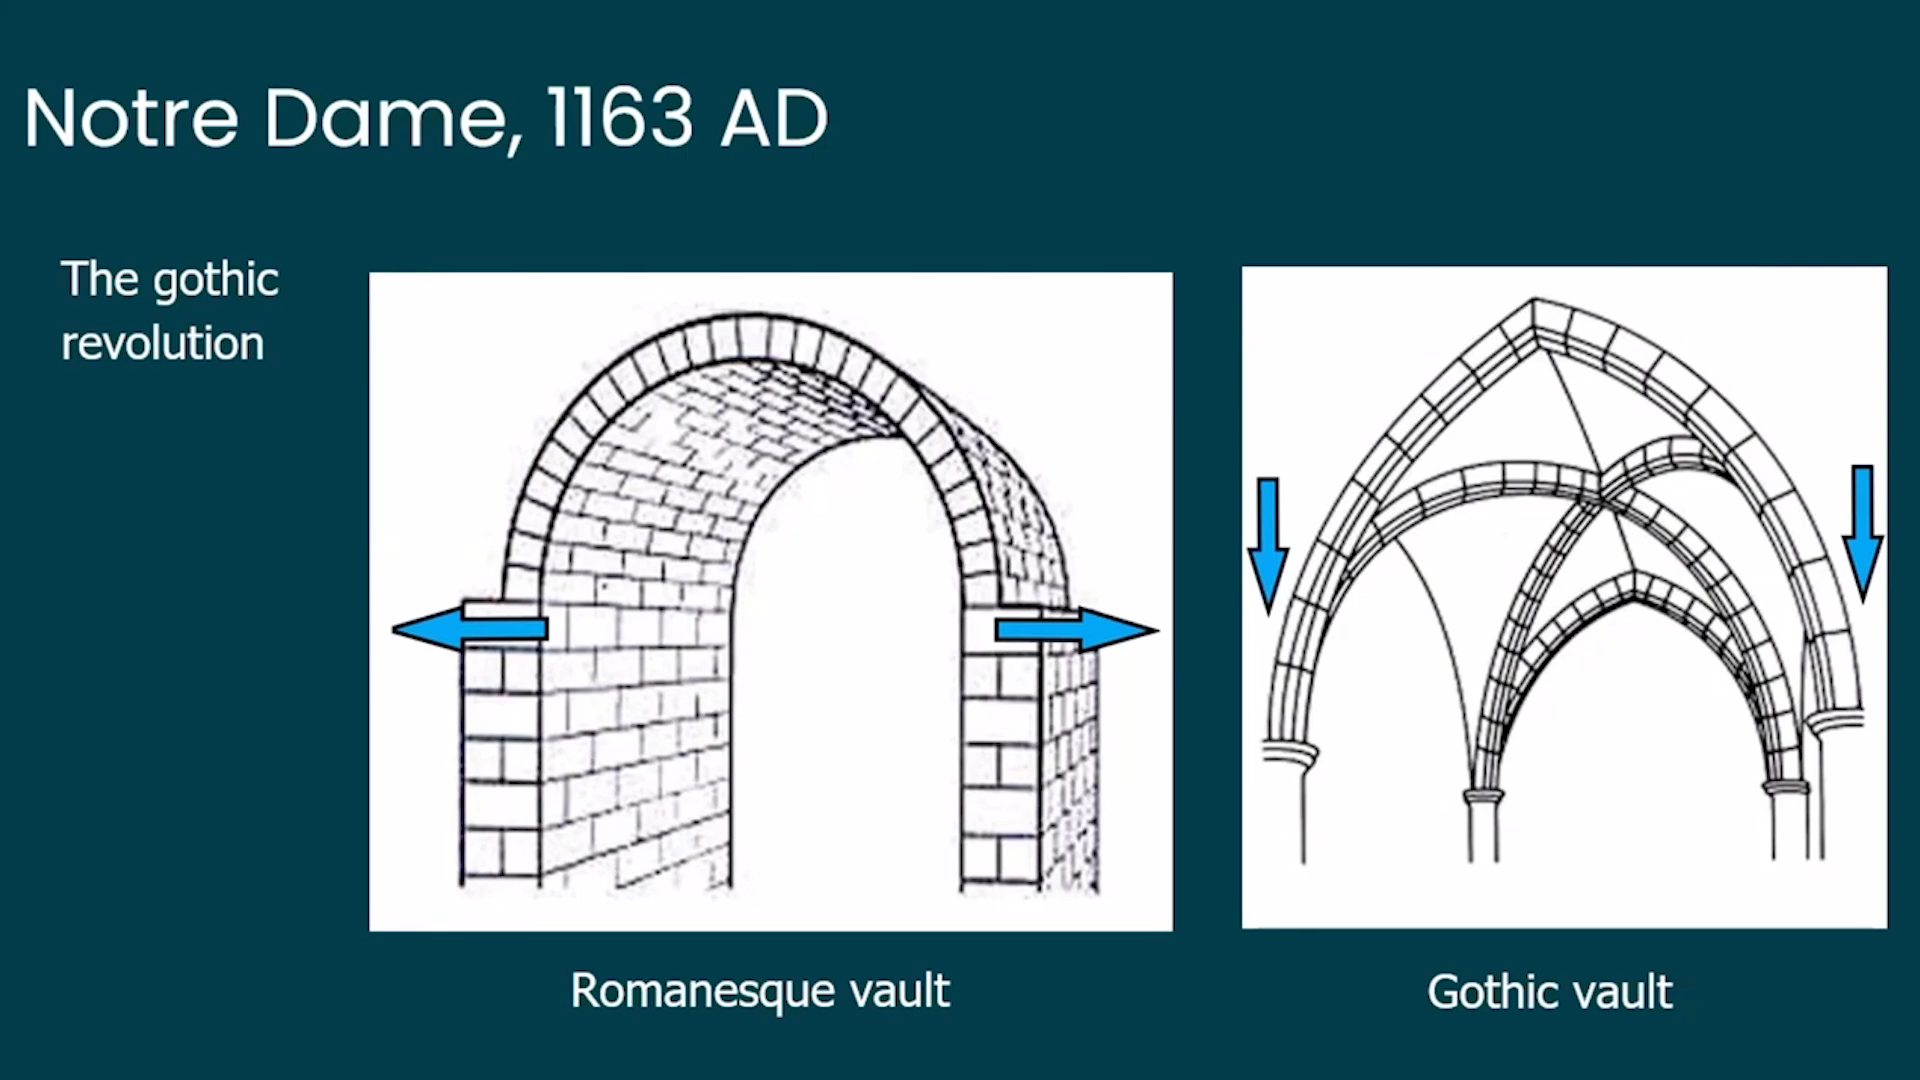 Notre Dame, 1163 AD
The gothic
revolution
Romanesque vault
Gothic vault